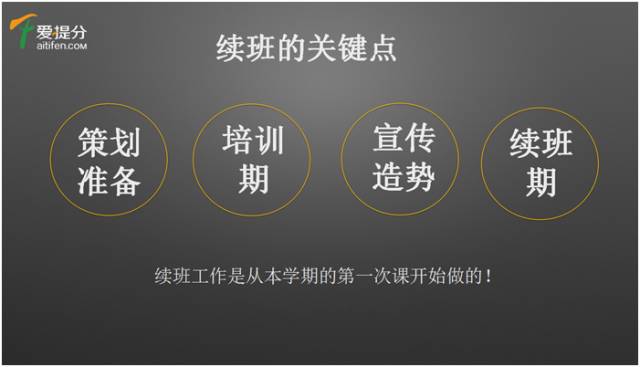 爱提分
aitifen.COM
续班的关键点
策划
准备
培训
期
宣传
造势
续班
期
续班工作是从本学期的第一次课开始做的!